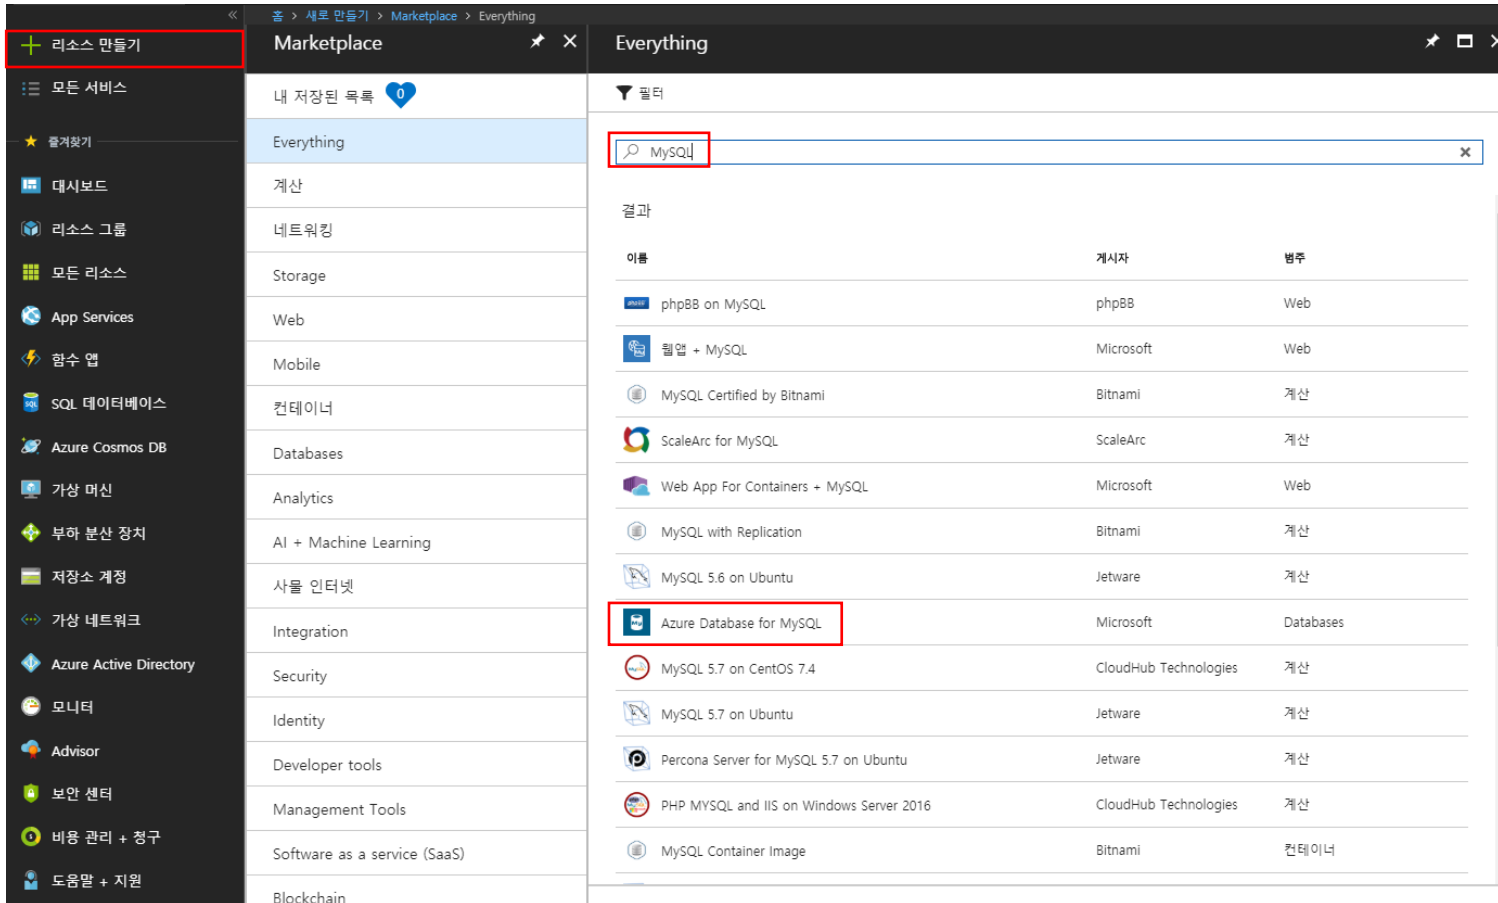 홈 > 새로 만들기 > Marketplace > Everything
리소스 만들기
모든 서비스
즐겨찾기
대시보드
리소스 그룹
모든 리소스
App Services
함수 앱
SQL 데이터베이스
Azure Cosmos DB
가상 머신
부하 분산 장치
저장소 계정
가상 네트워크
Azure Active Directory
모니터
Advisor
보안 센터
비용 관리 + 청구
도움말 + 지원
Marketplace
내 저장된 목록 0
Everything
계산
네트워킹
Storage
Web
Mobile
컨테이너
Databases
Analytics
AI + Machine Learning
사물 인터넷
Integration
Security
Identity
Developer tools
Management Tools
Software as a service (SaaS)
Blockchain
Everything
필터
MySQL
결과
이름 게시자 범주
phpBB on MySQL phpBB Web
웹앱 + MySQL Microsoft Web
MySQL Certified by Bitnami Bitnami 계산
ScaleArc for MySQL ScaleArc 계산
Web App For Containers + MySQL Microsoft Web
MySQL with Replication Bitnami 계산
MySQL 5.6 on Ubuntu Jetware 계산
Azure Database for MySQL Microsoft Databases
MySQL 5.7 on CentOS 7.4 CloudHub Technologies 계산
MySQL 5.7 on Ubuntu Jetware 계산
Percona Server for MySQL 5.7 on Ubuntu Jetware 계산
PHP MYSQL and IIS on Windows Server 2016 CloudHub Technologies 계산
MySQL Container Image Bitnami 컨테이너